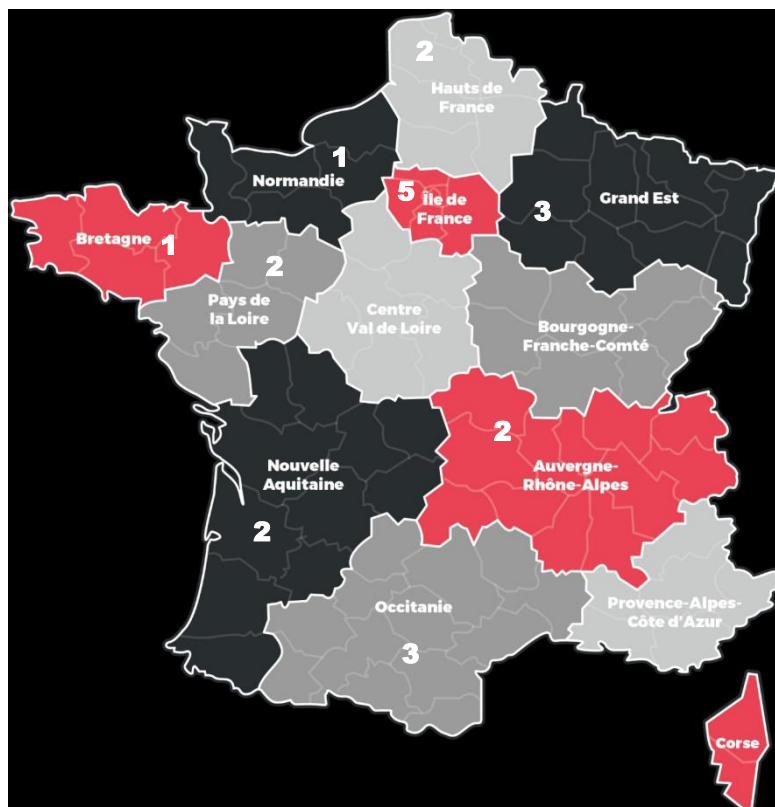 2
Hauts de
France
1
Normandie
5
Île de
France
3
Grand Est
Bretagne
1
2
Pays de
la Loire
Centre
Val de Loire
Bourgogne-
Franche-Comté
2
Auvergne-
Rhône-Alpes
Nouvelle
Aquitaine
2
Occitanie
3
Provence-Alpes-
Côte d'Azur
Corse